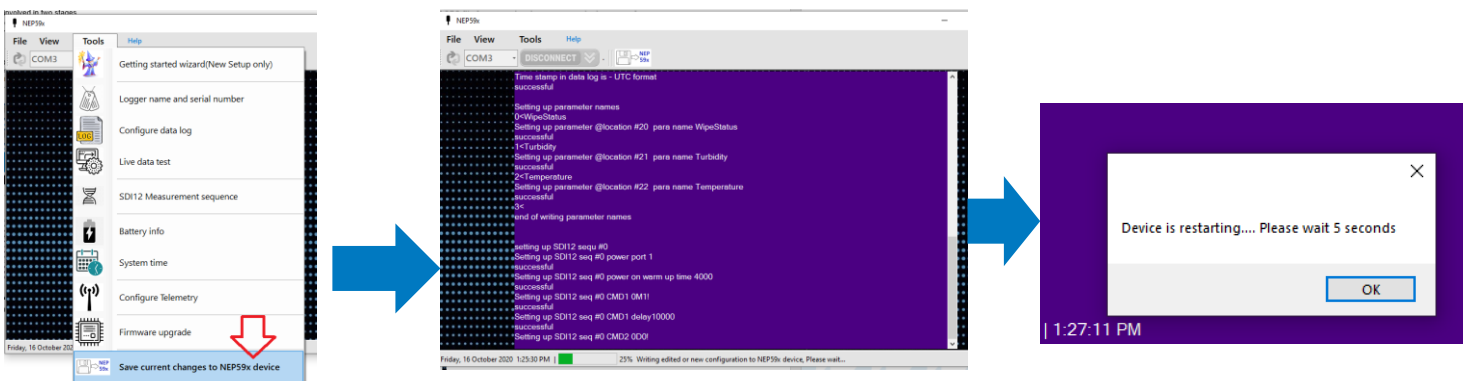 involved in two stages
NEP59x
File View Tools Help
COM3
Getting started wizard(New Setup only)
Logger name and serial number
LOG
Configure data log
Live data test
SDI12 Measurement sequence
Battery info
System time
Configure Telemetry
Firmware upgrade
Friday, 16 October 202
NEP
59x
Save current changes to NEP59x device
NEP59x
File View Tools Help
COM3 DISCONNECT
NEP
59x
Time stamp in data log is - UTC format
successful
Setting up parameter names
0<WipeStatus
Setting up parameter @location #20 para name WipeStatus
successful
1<Turbidity
Setting up parameter @location #21 para name Turbidity
successful
2<Temperature
Setting up parameter @location #22 para name Temperature
successful
3<
end of writing parameter names
setting up SDI12 sequ #0
Setting up SDI12 seq #0 power port 1
successful
Setting up SDI12 seq #0 power on warm up time 4000
successful
Setting up SDI12 seq #0 CMD1 0M1!
successful
Setting up SDI12 seq #0 CMD1 delay10000
successful
Setting up SDI12 seq #0 CMD2 0D0!
Friday, 16 October 2020 1:25:30 PM | 25% Writing edited or new configuration to NEP59x device, Please wait...
Device is restarting.... Please wait 5 seconds
OK
| 1:27:11 PM